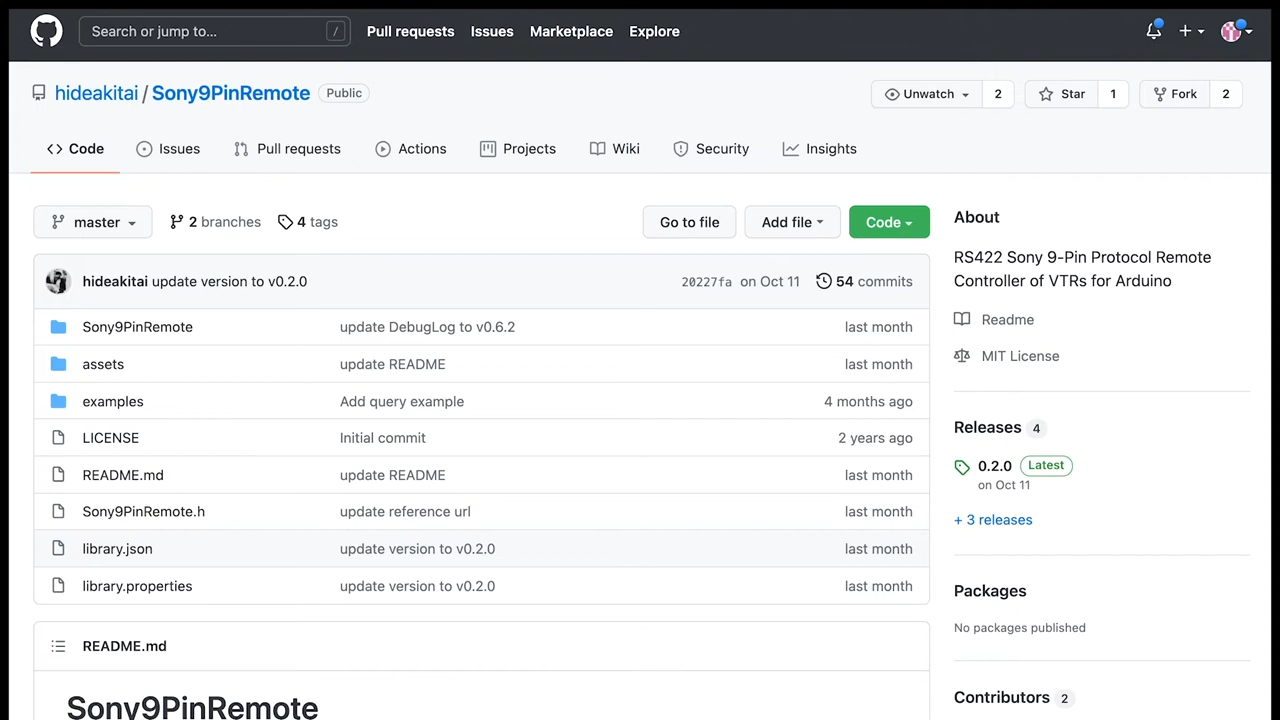 Search or jump to... /
Pull requests Issues Marketplace Explore
hideakitai / Sony9PinRemote Public
Unwatch 2 Star 1 Fork 2
Code Issues Pull requests Actions Projects Wiki Security Insights
master 2 branches 4 tags Go to file Add file Code
hideakitai update version to v0.2.0 20227fa on Oct 11 54 commits
Sony9PinRemote update DebugLog to v0.6.2 last month
assets update README last month
examples Add query example 4 months ago
LICENSE Initial commit 2 years ago
README.md update README last month
Sony9PinRemote.h update reference url last month
library.json update version to v0.2.0 last month
library.properties update version to v0.2.0 last month
README.md
Sony9PinRemote
About
RS422 Sony 9-Pin Protocol Remote
Controller of VTRs for Arduino
Readme
MIT License
Releases 4
0.2.0 Latest
on Oct 11
+ 3 releases
Packages
No packages published
Contributors 2